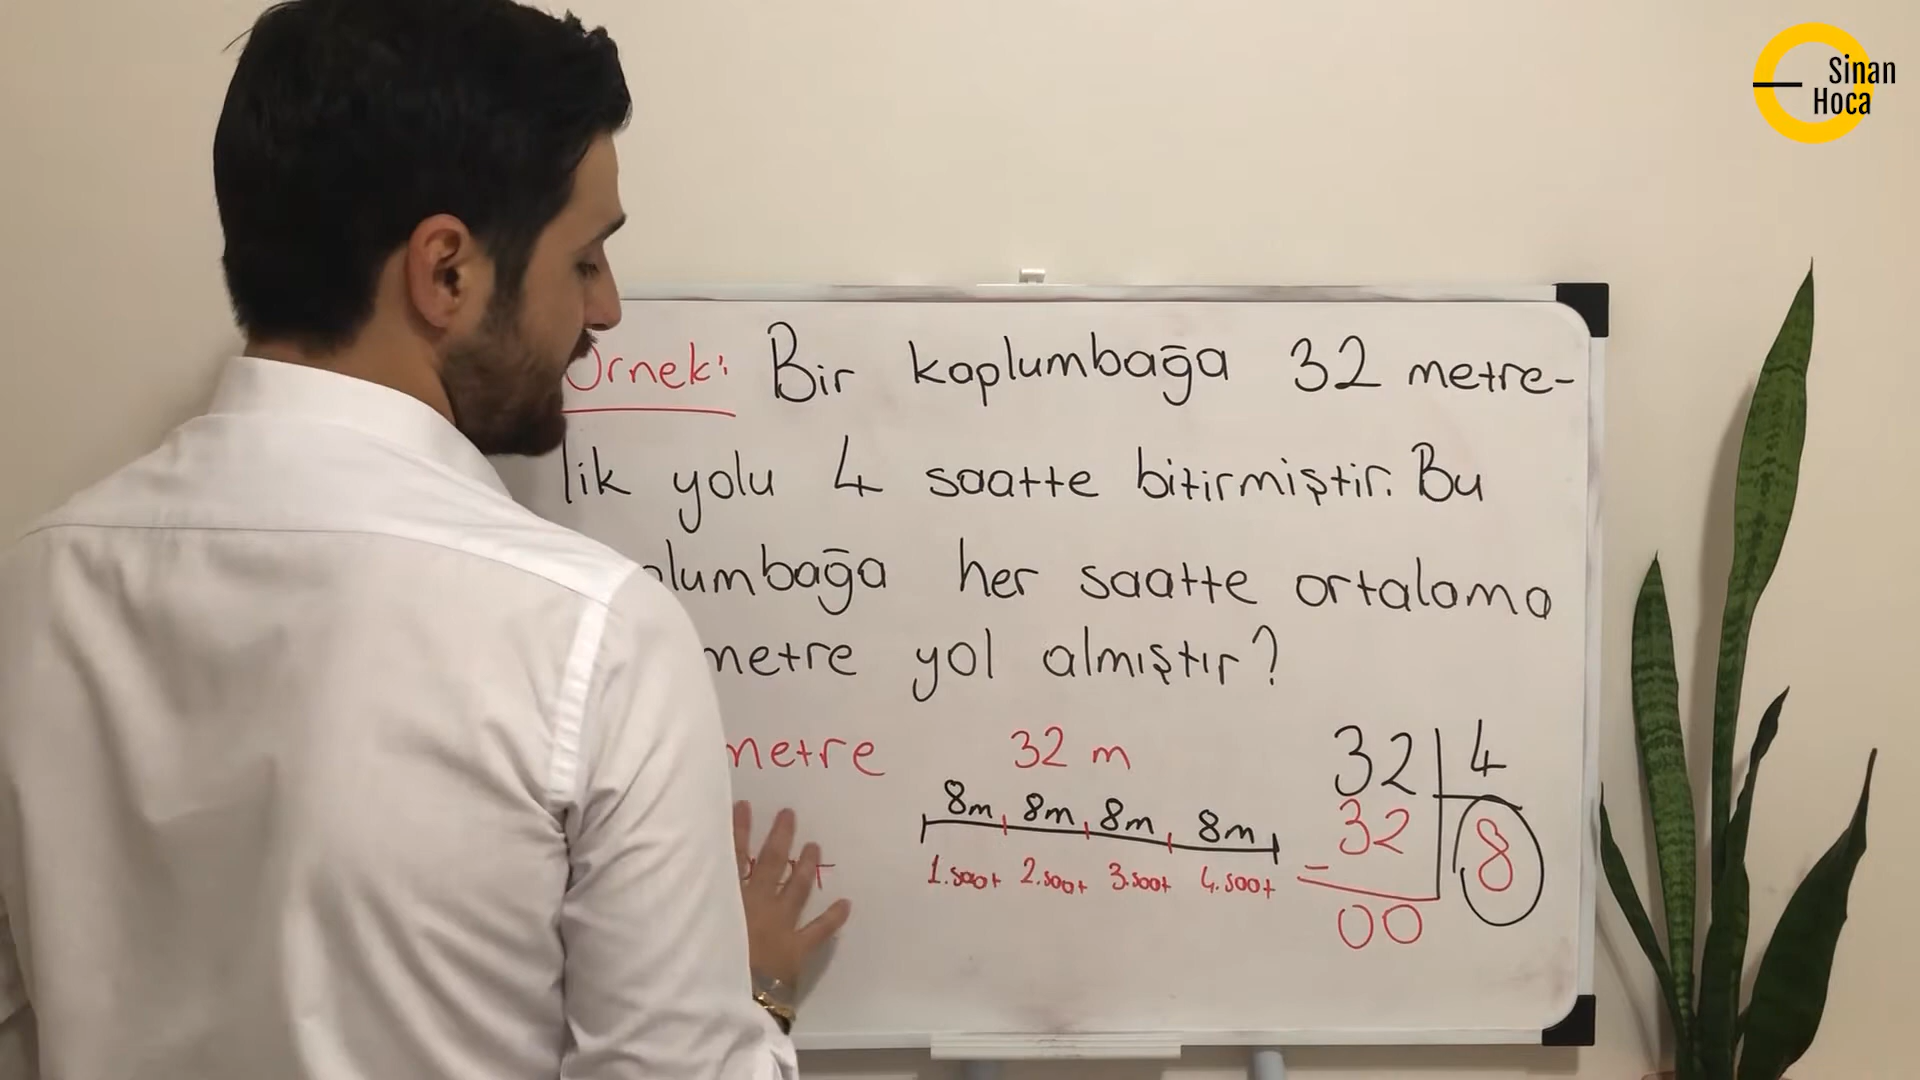 Sinan
Hoca
Örnek: Bir kaplumbağa 32 metre-
lik yolu 4 saatte bitirmiştir. Bu
her saatte ortalama
metre yol almıştır?
metre
32 m
32 4
8m 8m 8m 8m
32 8
1.saat 2.saat 3.saat 4.saat
-
00